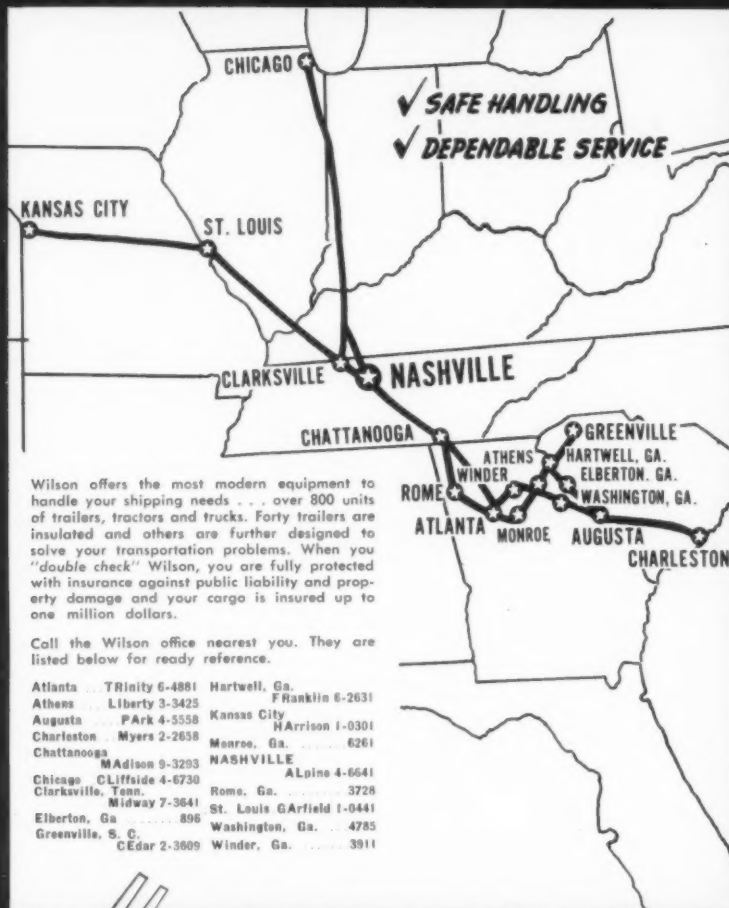 CHICAGO
✓ SAFE HANDLING
✓ DEPENDABLE SERVICE
KANSAS CITY
ST. LOUIS
CLARKSVILLE
NASHVILLE
CHATTANOOGA
GREENVILLE
ATHENS
HARTWELL, GA.
WINDER
ELBERTON, GA.
ROME
WASHINGTON, GA.
ATLANTA
MONROE
AUGUSTA
CHARLESTON
Wilson offers the most modern equipment to
handle your shipping needs . . . over 800 units
of trailers, tractors and trucks. Forty trailers are
insulated and others are further designed to
solve your transportation problems. When you
"double check" Wilson, you are fully protected
with insurance against public liability and prop-
erty damage and your cargo is insured up to
one million dollars.
Call the Wilson office nearest you. They are
listed below for ready reference.
Atlanta ... TRinity 6-4881
Athens ... Liberty 3-3425
Augusta ... PArk 4-5558
Charleston Myers 2-2658
Chattanooga
MAdison 9-3293
Chicago CLiffside 4-6730
Clarksville, Tenn.
Midway 7-3641
Elberton, Ga ........ 896
Greenville, S. C.
CEdar 2-3609
Hartwell, Ga.
FRanklin 6-2631
Kansas City
HArrison 1-0301
Monroe, Ga. ........ 6261
NASHVILLE
ALpine 4-6641
Rome, Ga. ........ 3728
St. Louis GArfield 1-0441
Washington, Ga. .... 4785
Winder, Ga. ....... 3911